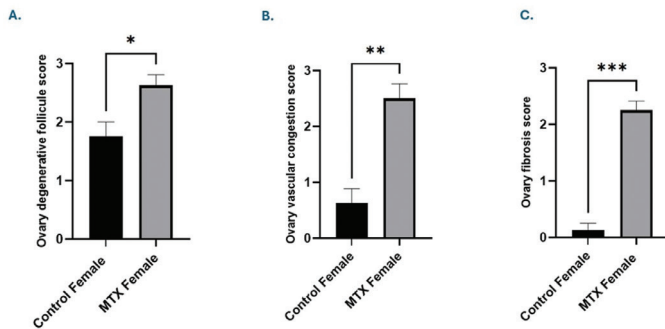 A.
Ovary degenerative follicule score
3
2
1
0
*
Control Female
MTX Female
B.
Ovary vascular congestion score
3
2
1
0
**
Control Female
MTX Female
C.
Ovary fibrosis score
3
2
1
0
***
Control Female
MTX Female